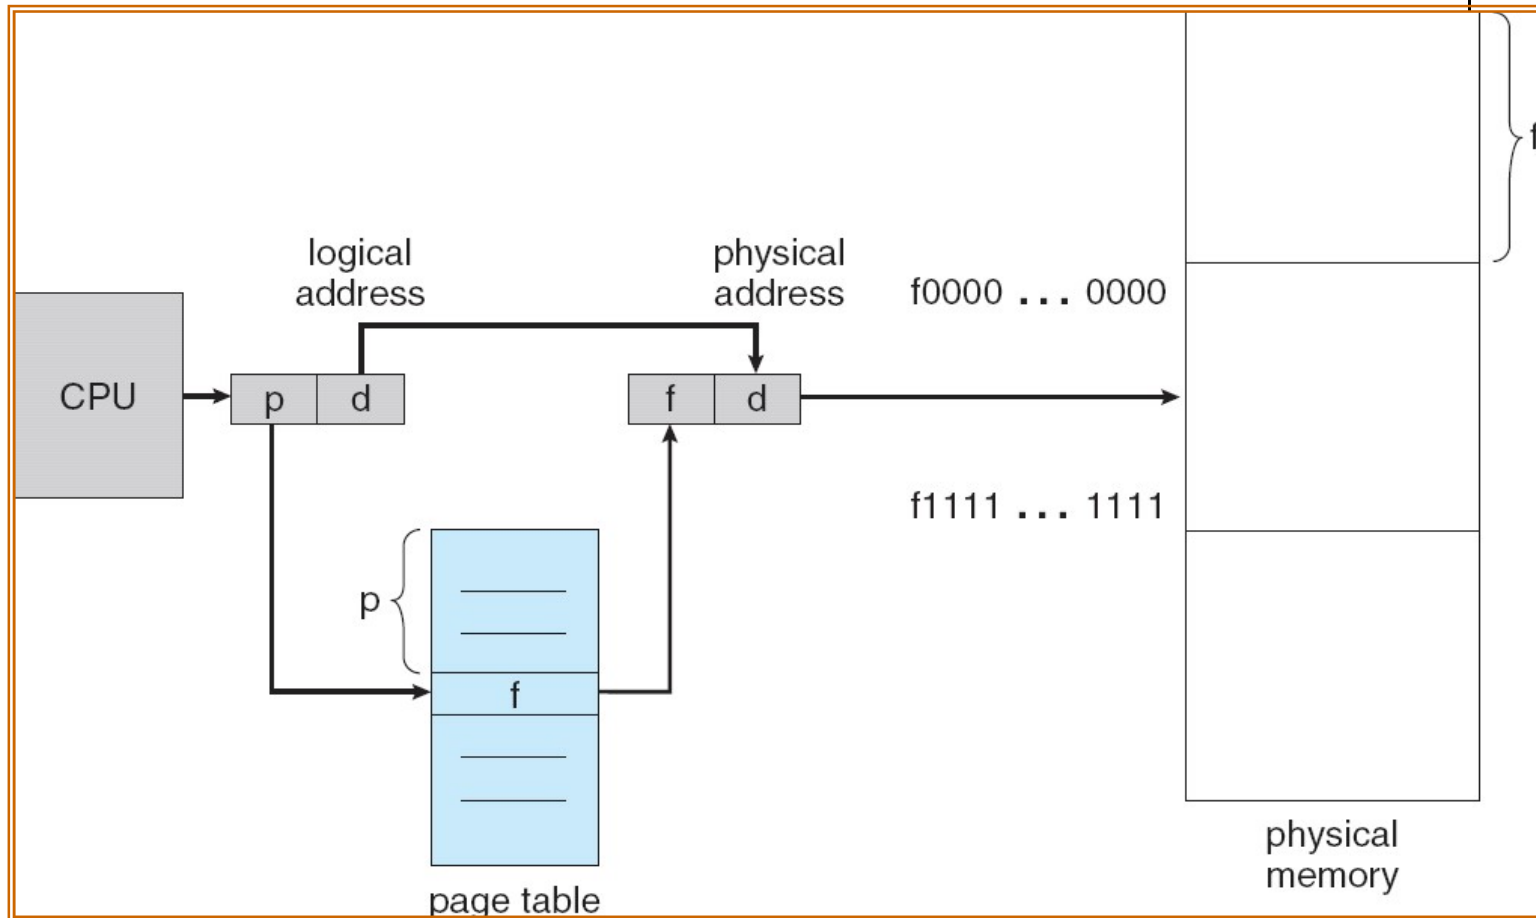 f
logical
address
physical
address
f0000 ... 0000
CPU
p
d
f
d
f1111 ... 1111
p
f
physical
memory
page table